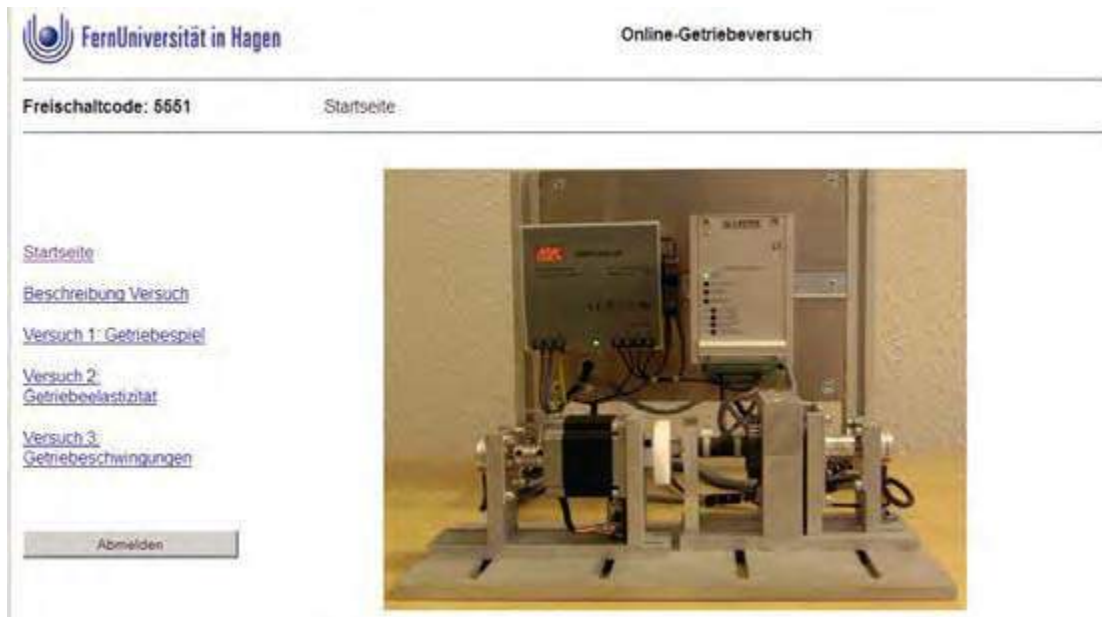 FernUniversität in Hagen
Online-Getriebeversuch
Freischaltcode: 5551
Startseite
Startseite
Beschreibung Versuch
Versuch 1: Getriebespiel
Versuch 2:
Getriebeelastizität
Versuch 3:
Getriebeschwingungen
Abmelden